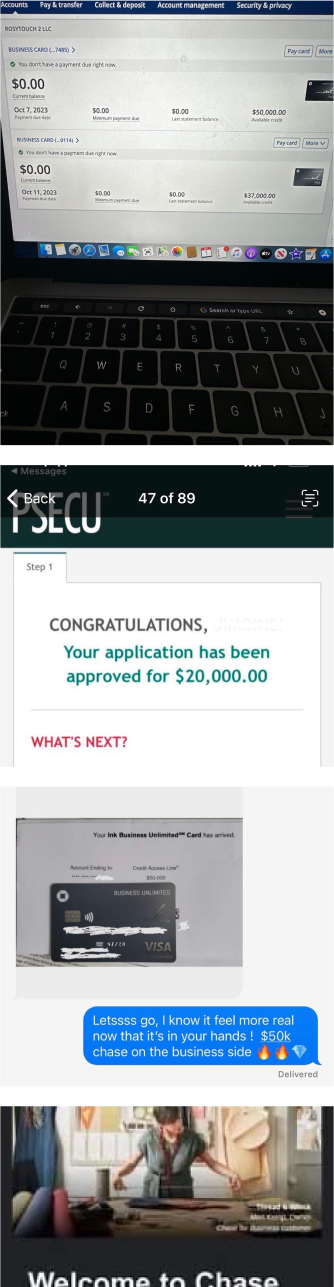 Accounts Pay & transfer Collect & deposit Account management Security & privacy
ROSYTOUCH 2 LLC
BUSINESS CARD (...7485) > Pay card More
You don't have a payment due right now.
$0.00
Current balance
Oct 7, 2023 $0.00 $0.00 $50,000.00
Payment due date Minimum payment due Last statement balance Available credit
BUSINESS CARD (...0114) > Pay card More
You don't have a payment due right now.
$0.00
Current balance
Oct 11, 2023 $0.00 $0.00 $37,000.00
Payment due date Minimum payment due Last statement balance Available credit
esc Search or type URL
! @ # $ % ^ & *
1 2 3 4 5 6 7 8
Q W E R T Y U
A S D F G H J
Messages
Back 47 of 89
PSECU
Step 1
CONGRATULATIONS,
Your application has been
approved for $20,000.00
WHAT'S NEXT?
Your Ink Business Unlimited℠ Card has arrived.
Account Ending In: Credit Access Line
$50,000
BUSINESS UNLIMITED
VISA
Letssss go, I know it feel more real
now that it's in your hands ! $50k
chase on the business side 🔥🔥💎
Delivered
Chase for Business customer
Welcome to Chase